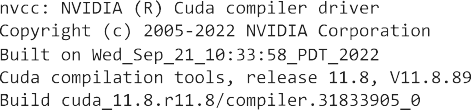 nvcc: NVIDIA (R) Cuda compiler driver
Copyright (c) 2005-2022 NVIDIA Corporation
Built on Wed_Sep_21_10:33:58_PDT_2022
Cuda compilation tools, release 11.8, V11.8.89
Build cuda_11.8.r11.8/compiler.31833905_0